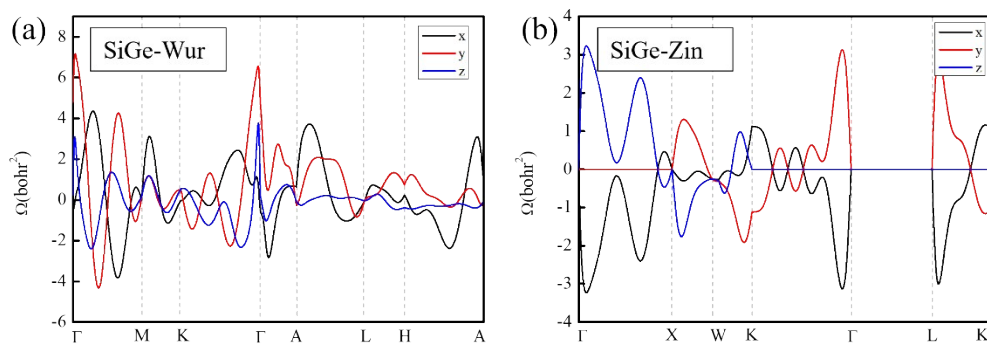 (a)
SiGe-Wur
x
y
z
Ω(bohr²)
8
6
4
2
0
-2
-4
-6
Γ M K Γ A L H A
(b)
SiGe-Zin
x
y
z
Ω(bohr²)
4
3
2
1
0
-1
-2
-3
-4
Γ X W K Γ L K